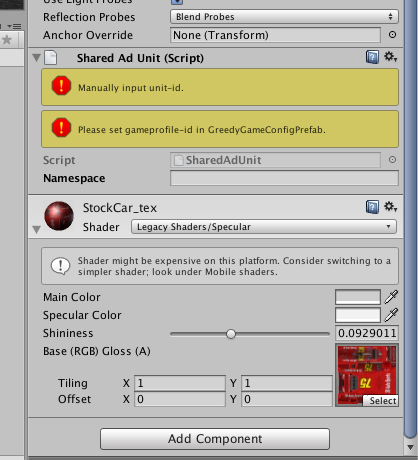 Use Light Probes
Reflection Probes Blend Probes
Anchor Override None (Transform)
Shared Ad Unit (Script)
Manually input unit-id.
Please set gameprofile-id in GreedyGameConfigPrefab.
Script SharedAdUnit
Namespace
StockCar_tex
Shader Legacy Shaders/Specular
Shader might be expensive on this platform. Consider switching to a
simpler shader; look under Mobile shaders.
Main Color
Specular Color
Shininess 0.0929011
Base (RGB) Gloss (A)
Tiling X 1 Y 1
Offset X 0 Y 0
75
Select
Add Component